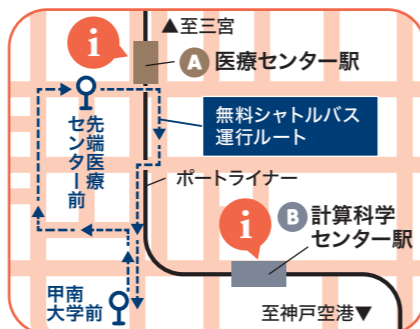 ▲至三宮
i
A 医療センター駅
無料シャトルバス
運行ルート
先端医療
センター前
ポートライナー
i
B 計算科学
センター駅
甲南
大学前
至神戸空港▼